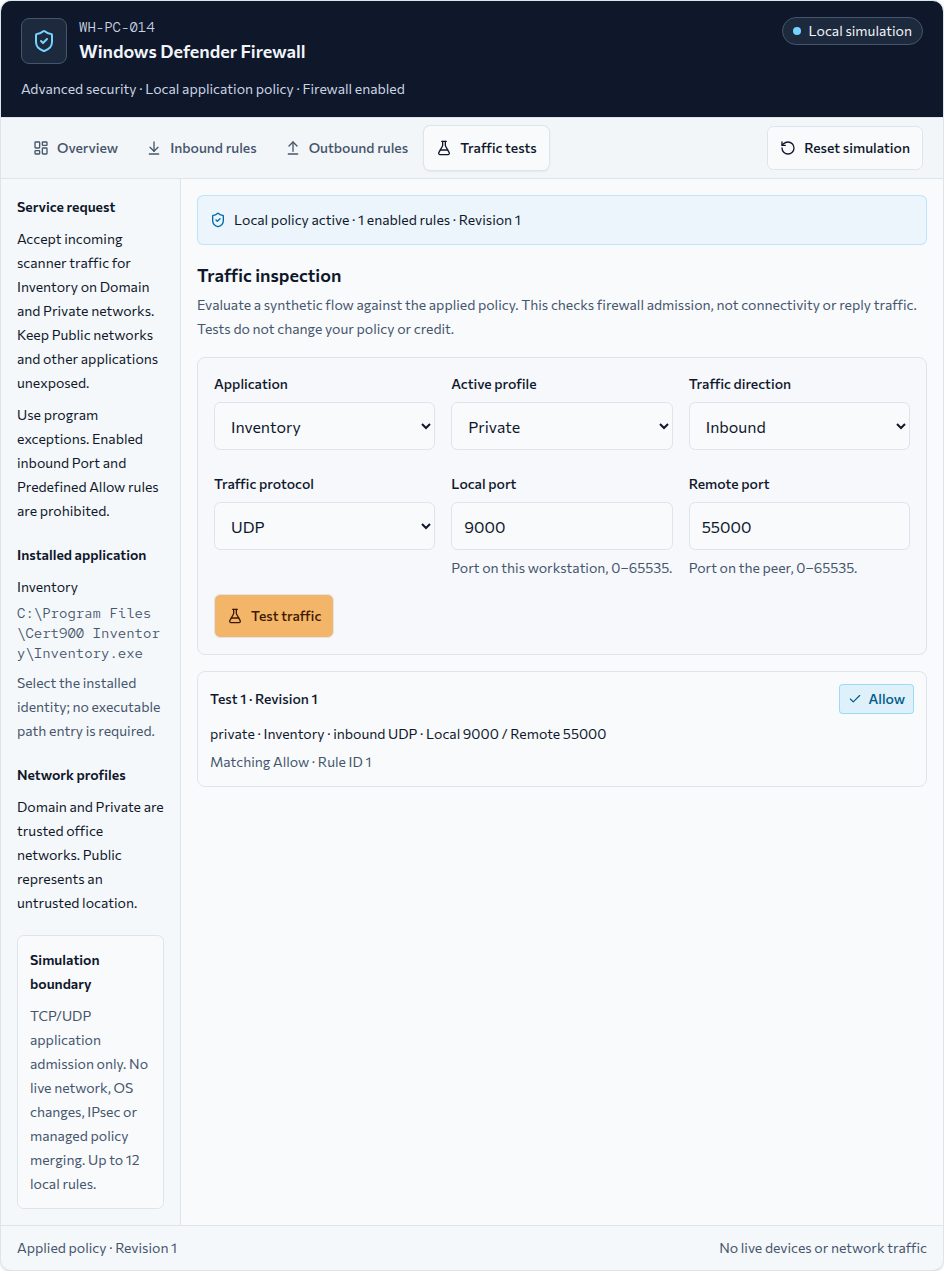 WH-PC-014
Windows Defender Firewall
Local simulation
Advanced security · Local application policy · Firewall enabled
Overview
Inbound rules
Outbound rules
Traffic tests
Reset simulation
Service request
Accept incoming
scanner traffic for
Inventory on Domain
and Private networks.
Keep Public networks
and other applications
unexposed.
Use program
exceptions. Enabled
inbound Port and
Predefined Allow rules
are prohibited.
Installed application
Inventory
C:\Program Files
\Cert900 Inventor
y\Inventory.exe
Select the installed
identity; no executable
path entry is required.
Network profiles
Domain and Private are
trusted office
networks. Public
represents an
untrusted location.
Simulation
boundary
TCP/UDP
application
admission only. No
live network, OS
changes, IPsec or
managed policy
merging. Up to 12
local rules.
Local policy active · 1 enabled rules · Revision 1
Traffic inspection
Evaluate a synthetic flow against the applied policy. This checks firewall admission, not connectivity or reply traffic.
Tests do not change your policy or credit.
Application
Active profile
Traffic direction
Inventory
Private
Inbound
Traffic protocol
Local port
Remote port
UDP
9000
55000
Port on this workstation, 0–65535.
Port on the peer, 0–65535.
Test traffic
Test 1 · Revision 1
Allow
private · Inventory · inbound UDP · Local 9000 / Remote 55000
Matching Allow · Rule ID 1
Applied policy · Revision 1
No live devices or network traffic